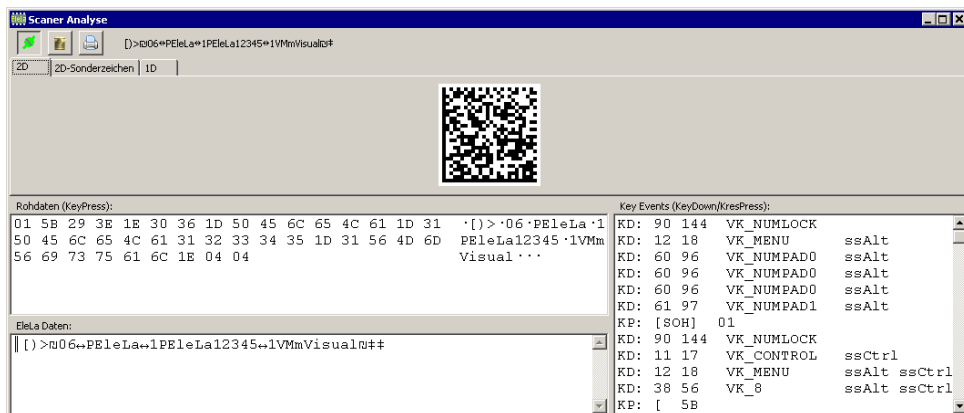 Scaner Analyse
[)>₪06↔PEleLa↔1PEleLa12345↔1VMmVisual₪‡
2D 2D-Sonderzeichen 1D
Rohdaten (KeyPress):
01 5B 29 3E 1E 30 36 1D 50 45 6C 65 4C 61 1D 31 ·[)>·06·PEleLa·1
50 45 6C 65 4C 61 31 32 33 34 35 1D 31 56 4D 6D PEleLa12345·1VMm
56 69 73 75 61 6C 1E 04 04 Visual···
EleLa Daten:
[)>₪06↔PEleLa↔1PEleLa12345↔1VMmVisual₪‡‡
Key Events (KeyDown/KresPress):
KD: 90 144 VK_NUMLOCK
KD: 12 18 VK_MENU ssAlt
KD: 60 96 VK_NUMPAD0 ssAlt
KD: 60 96 VK_NUMPAD0 ssAlt
KD: 60 96 VK_NUMPAD0 ssAlt
KD: 61 97 VK_NUMPAD1 ssAlt
KP: [SOH] 01
KD: 90 144 VK_NUMLOCK
KD: 11 17 VK_CONTROL ssCtrl
KD: 12 18 VK_MENU ssAlt ssCtrl
KD: 38 56 VK_8 ssAlt ssCtrl
KP: [ 5B